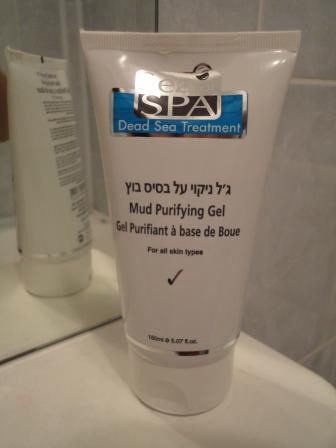 SPA
Dead Sea Treatment
ג'ל ניקוי על בסיס בוץ
Mud Purifying Gel
Gel Purifiant à base de Boue
For all skin types
150ml e 5.07 fl.oz.